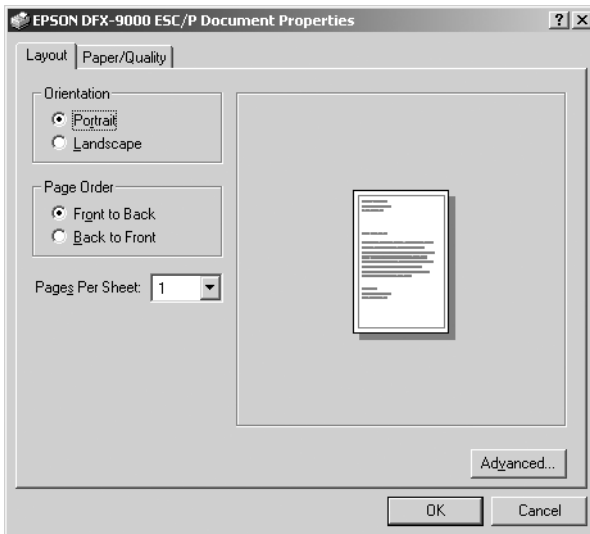 EPSON DFX-9000 ESC/P Document Properties ? X
Layout Paper/Quality
Orientation
Portrait
Landscape
Page Order
Front to Back
Back to Front
Pages Per Sheet: 1
Advanced...
OK Cancel